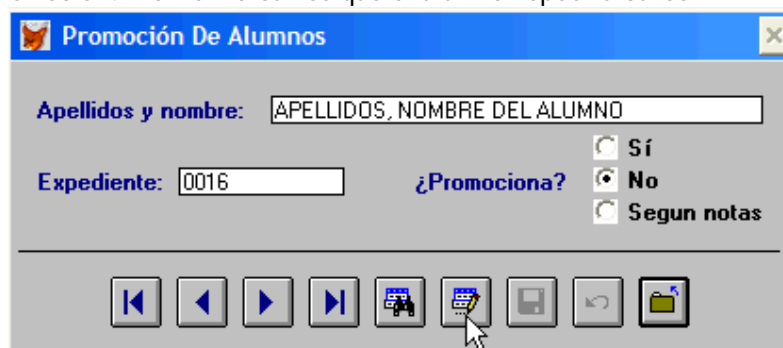 Promoción De Alumnos
Apellidos y nombre: APELLIDOS, NOMBRE DEL ALUMNO
Sí
Expediente: 0016 ¿Promociona? No
Segun notas